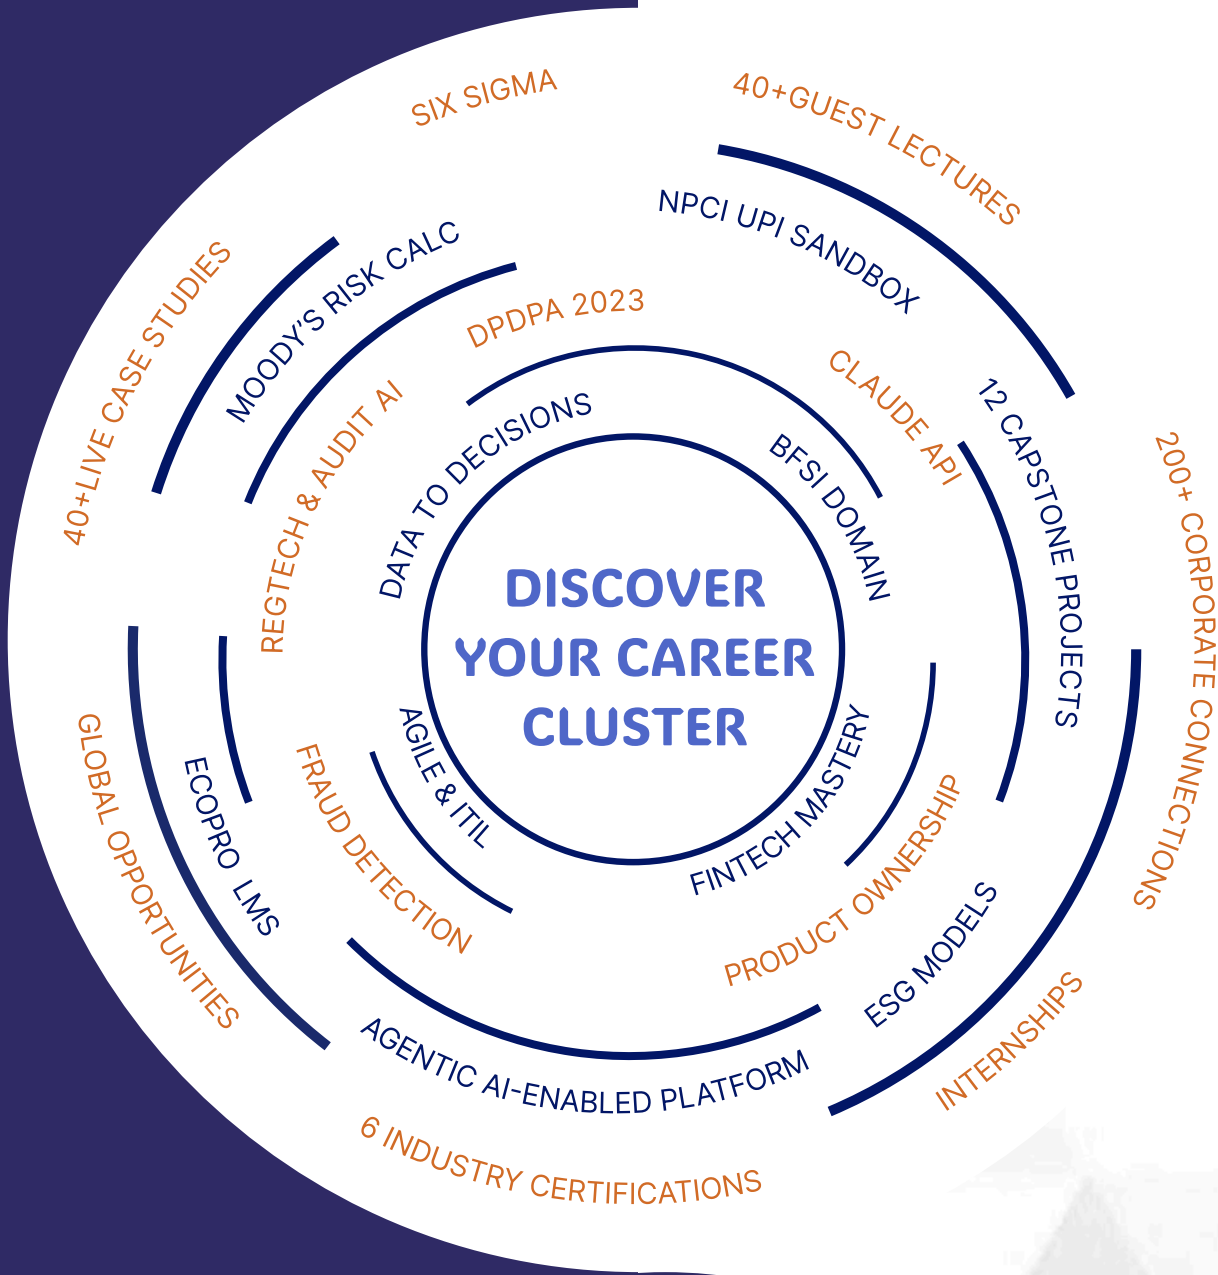 DISCOVER
YOUR CAREER
CLUSTER
DATA TO DECISIONS
BFSI DOMAIN
FINTECH MASTERY
AGILE & ITIL
DPDPA 2023
CLAUDE API
PRODUCT OWNERSHIP
FRAUD DETECTION
REGTECH & AUDIT AI
MOODY'S RISK CALC
NPCI UPI SANDBOX
12 CAPSTONE PROJECTS
ESG MODELS
AGENTIC AI-ENABLED PLATFORM
ECOPRO LMS
SIX SIGMA
40+GUEST LECTURES
200+ CORPORATE CONNECTIONS
INTERNSHIPS
6 INDUSTRY CERTIFICATIONS
GLOBAL OPPORTUNITIES
40+LIVE CASE STUDIES